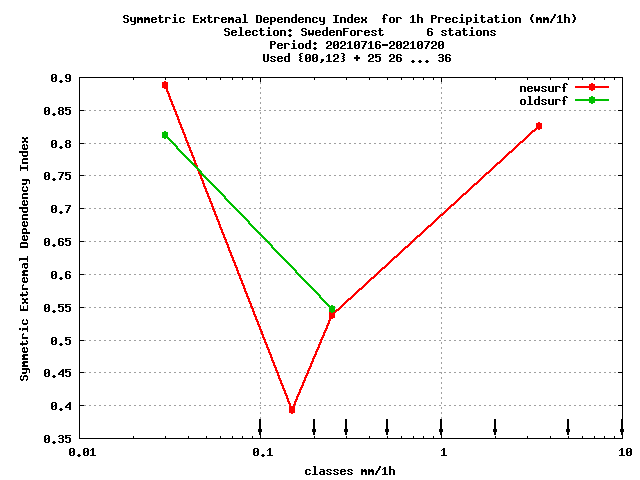 Symmetric Extremal Dependency Index  for 1h Precipitation (mm/1h)
Selection: SwedenForest      6 stations
Period: 20210716-20210720
Used {00,12} + 25 26 ... 36
newsurf
oldsurf
Symmetric Extremal Dependency Index
0.9
0.85
0.8
0.75
0.7
0.65
0.6
0.55
0.5
0.45
0.4
0.35
0.01
0.1
1
10
classes mm/1h